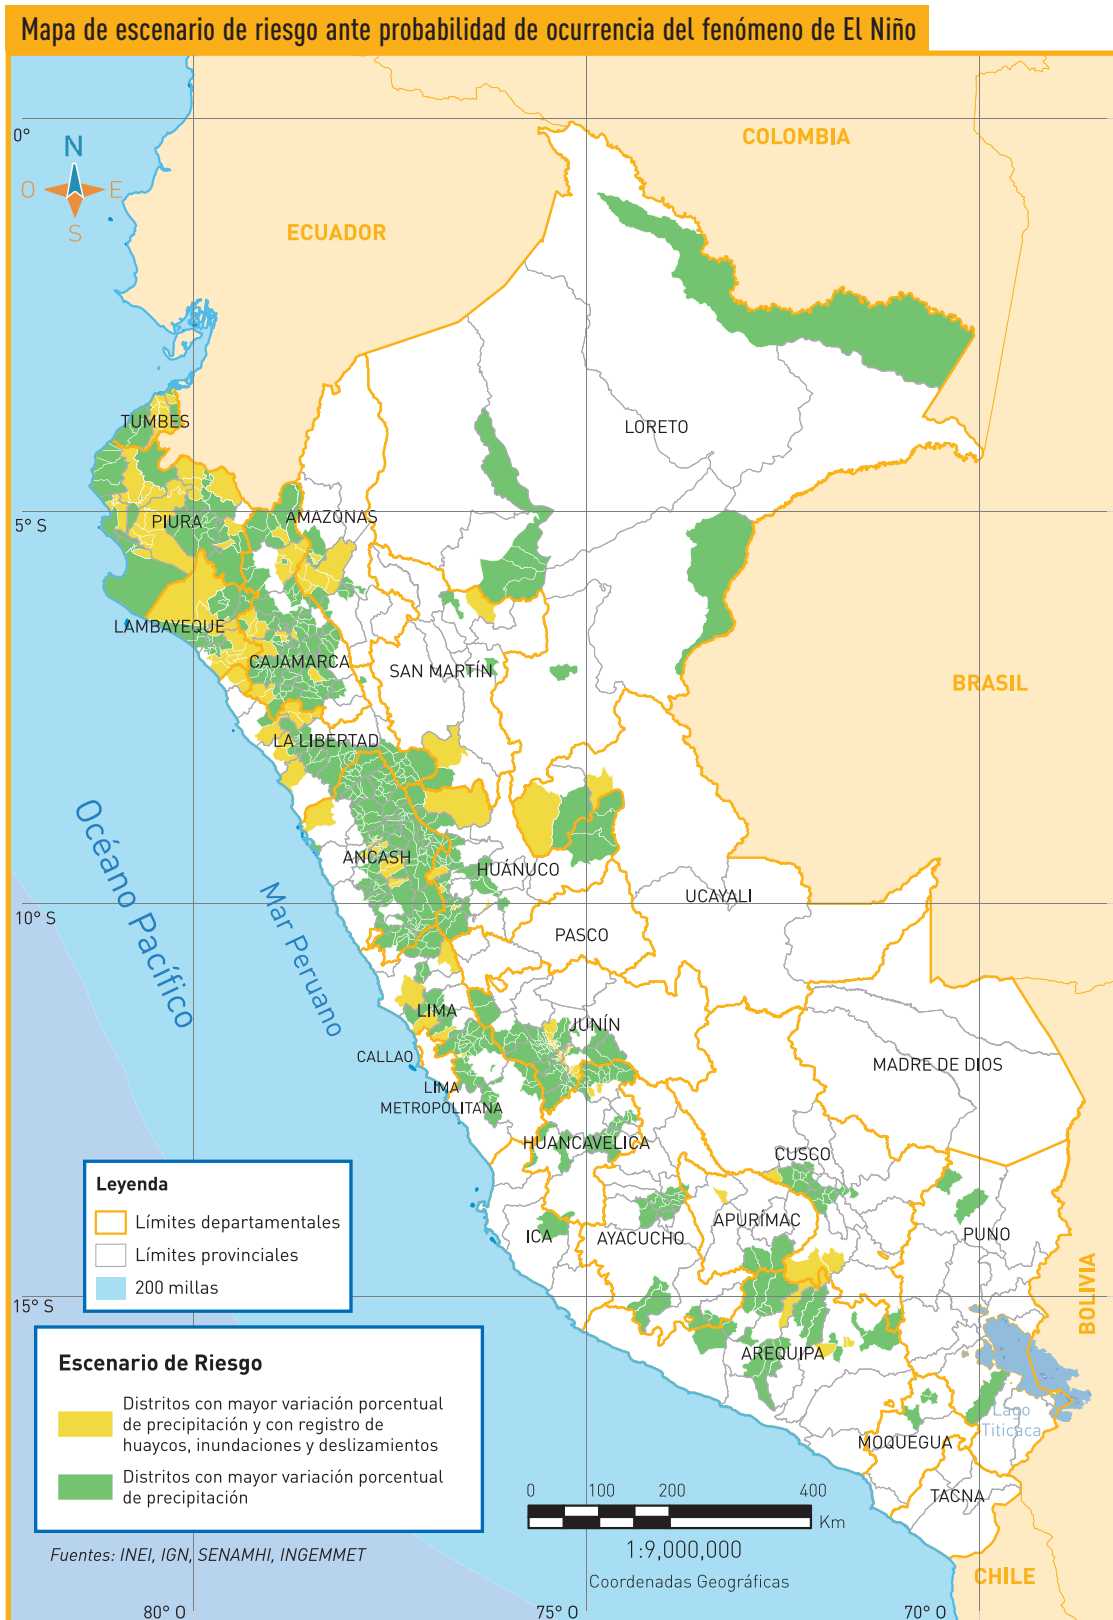 Mapa de escenario de riesgo ante probabilidad de ocurrencia del fenómeno de El Niño
0°
N
O
E
S
COLOMBIA
ECUADOR
TUMBES
LORETO
5° S
PIURA
AMAZONAS
LAMBAYEQUE
CAJAMARCA
SAN MARTÍN
BRASIL
LA LIBERTAD
Océano Pacífico
ANCASH
HUÁNUCO
UCAYALI
10° S
Mar Peruano
PASCO
LIMA
JUNÍN
CALLAO
MADRE DE DIOS
LIMA
METROPOLITANA
HUANCAVELICA
CUSCO
ICA
AYACUCHO
APURÍMAC
PUNO
BOLIVIA
15° S
AREQUIPA
Lago
Titicaca
MOQUEGUA
TACNA
CHILE
Leyenda
Límites departamentales
Límites provinciales
200 millas
Escenario de Riesgo
Distritos con mayor variación porcentual
de precipitación y con registro de
huaycos, inundaciones y deslizamientos
Distritos con mayor variación porcentual
de precipitación
0 100 200 400
Km
1:9,000,000
Coordenadas Geográficas
Fuentes: INEI, IGN, SENAMHI, INGEMMET
80° O
75° O
70° O